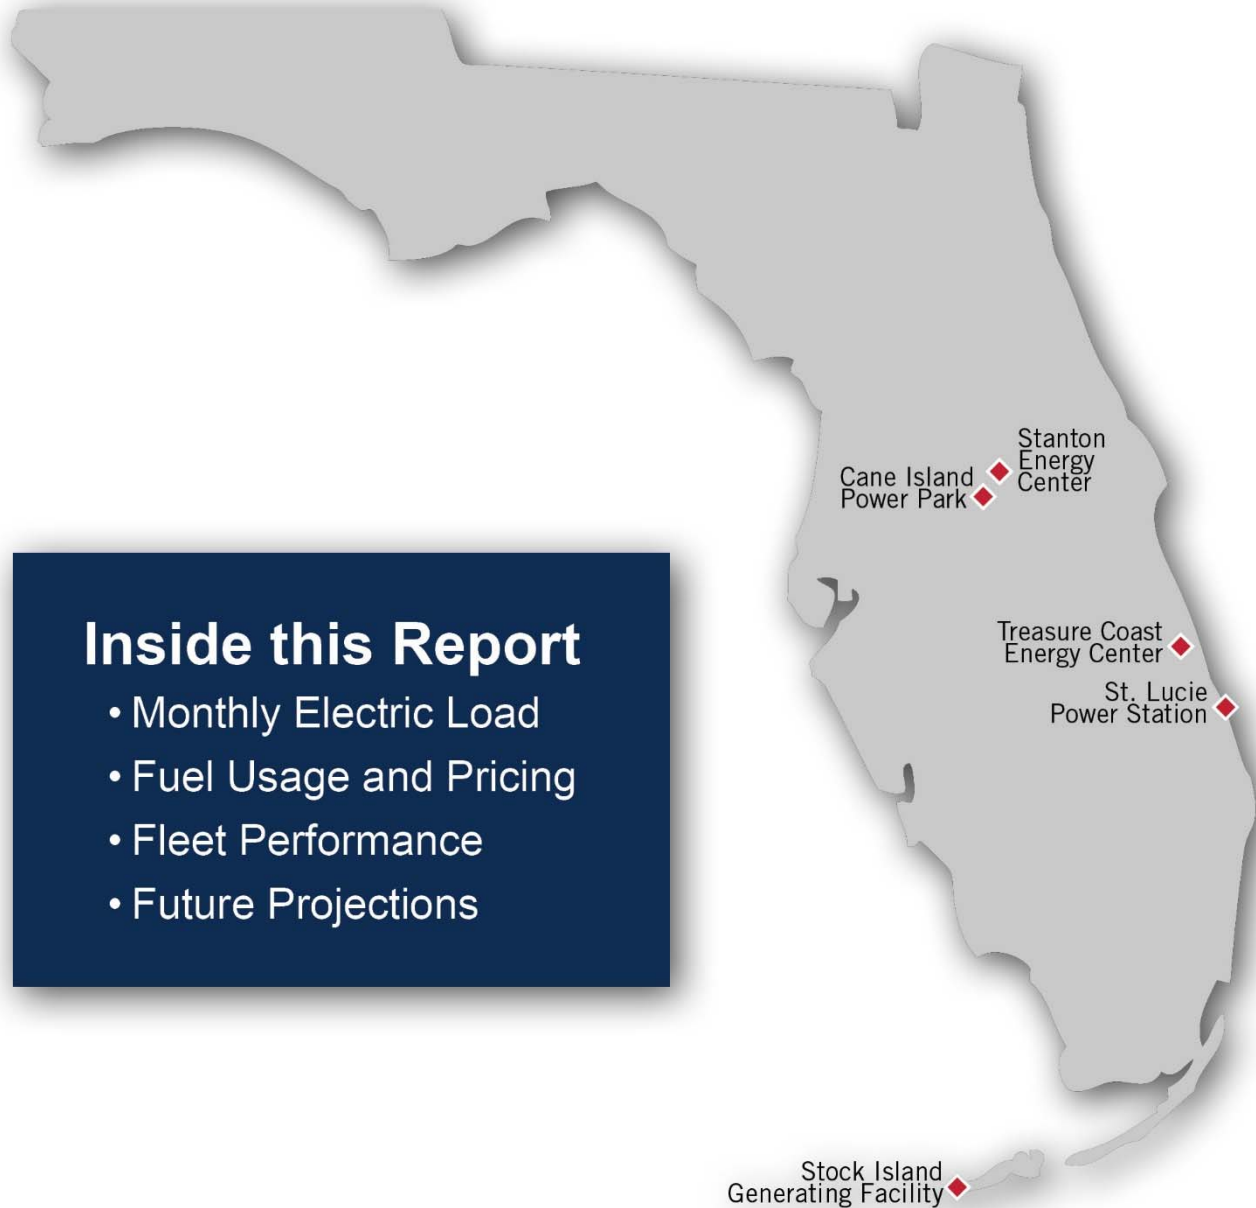 Stanton
Energy
Center
Cane Island
Power Park
Inside this Report
• Monthly Electric Load
• Fuel Usage and Pricing
• Fleet Performance
• Future Projections
Treasure Coast
Energy Center
St. Lucie
Power Station
Stock Island
Generating Facility